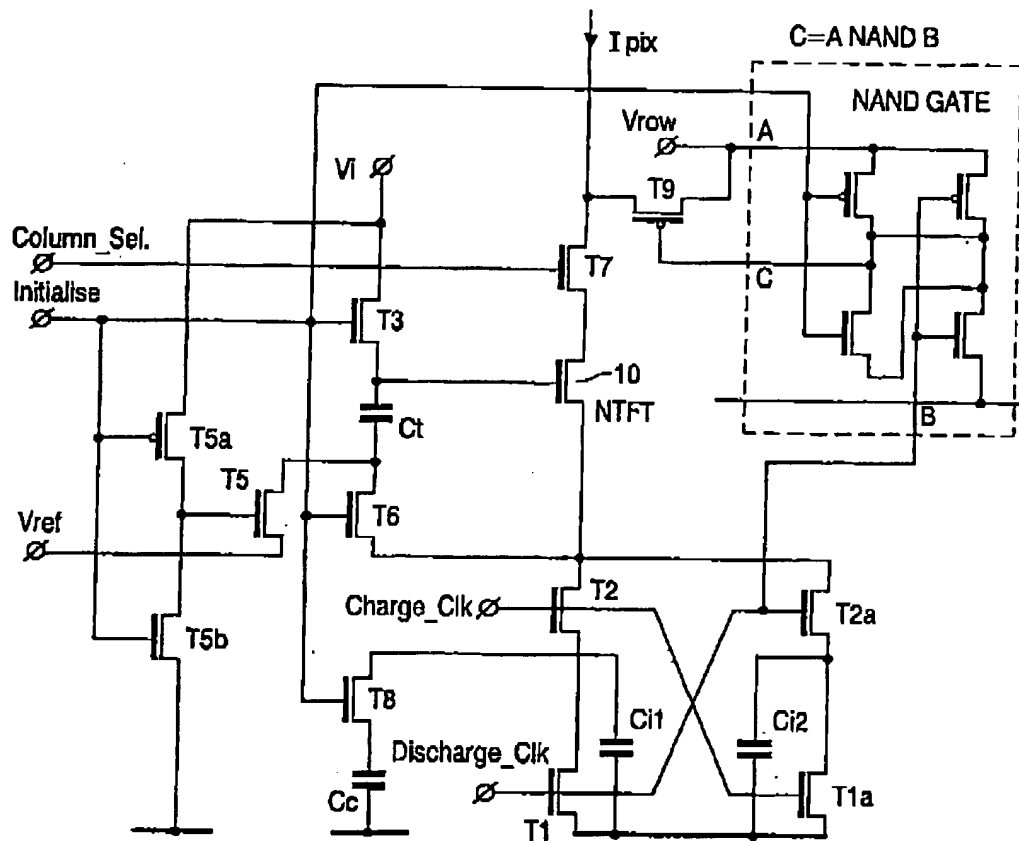 I pix
C=A NAND B
NAND GATE
Vrow
A
Vi
T9
Column_Sel.
T7
C
Initialise
T3
10
NTFT
Ct
B
T5a
T5
T6
Vref
T2
Charge_Clk
T2a
T5b
T8
Ci1
Ci2
Discharge_Clk
T1a
Cc
T1